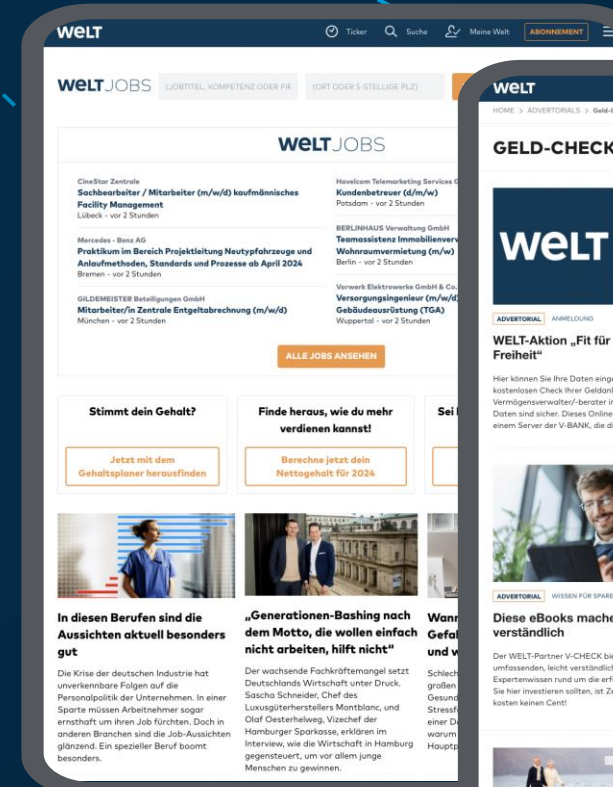 WELT
Ticker Suche Meine Welt ABONNEMENT
WELTJOBS (JOBTITEL, KOMPETENZ ODER FIR (ORT ODER 5-STELLIGE PLZ)
WELTJOBS
CineStar Zentrale
Sachbearbeiter / Mitarbeiter (m/w/d) kaufmännisches
Facility Management
Lübeck - vor 2 Stunden
Mercedes - Benz AG
Praktikum im Bereich Projektleitung Neutypfahrzeuge und
Anlaufmethoden, Standards und Prozesse ab April 2024
Bremen - vor 2 Stunden
GILDEMEISTER Beteiligungen GmbH
Mitarbeiter/in Zentrale Entgeltabrechnung (m/w/d)
München - vor 2 Stunden
Havelcom Telemarketing Services G
Kundenbetreuer (d/m/w)
Potsdam - vor 2 Stunden
BERLINHAUS Verwaltung GmbH
Teamassistenz Immobilienverv
Wohnraumvermietung (m/w)
Berlin - vor 2 Stunden
Vorwerk Elektrowerke GmbH & Co.
Versorgungsingenieur (m/w/d)
Gebäudeausrüstung (TGA)
Wuppertal - vor 2 Stunden
ALLE JOBS ANSEHEN
Stimmt dein Gehalt?
Jetzt mit dem
Gehaltsplaner herausfinden
Finde heraus, wie du mehr
verdienen kannst!
Berechne jetzt dein
Nettogehalt für 2024
Sei
In diesen Berufen sind die
Aussichten aktuell besonders
gut
Die Krise der deutschen Industrie hat
unverkennbare Folgen auf die
Personalpolitik der Unternehmen. In einer
Sparte müssen Arbeitnehmer sogar
ernsthaft um ihren Job fürchten. Doch in
anderen Branchen sind die Job-Aussichten
glänzend. Ein spezieller Beruf boomt
besonders.
„Generationen-Bashing nach
dem Motto, die wollen einfach
nicht arbeiten, hilft nicht“
Der wachsende Fachkräftemangel setzt
Deutschlands Wirtschaft unter Druck.
Sascha Schneider, Chef des
Luxusgüterherstellers Montblanc, und
Olaf Oesterhelweg, Vizechef der
Hamburger Sparkasse, erklären im
Interview, wie die Wirtschaft in Hamburg
gegensteuert, um vor allem junge
Menschen zu gewinnen.
Wann
Gefal
und w
Schlech
großen
Gesund
Stressf
einer De
warum
Hauptp
WELT
HOME > ADVERTORIALS > Geld-C
GELD-CHECK
WELT
ADVERTORIAL ANMELDUNG
WELT-Aktion „Fit für
Freiheit“
Hier können Sie Ihre Daten einge
kostenlosen Check Ihrer Geldanl
Vermögensverwalter/-berater in
Daten sind sicher. Dieses Online
einem Server der V-BANK, die di
ADVERTORIAL WISSEN FÜR SPARE
Diese eBooks mache
verständlich
Der WELT-Partner V-CHECK bie
umfassenden, leicht verständlich
Expertenwissen rund um die erf
Sie hier investieren sollten, ist Ze
kosten keinen Cent!